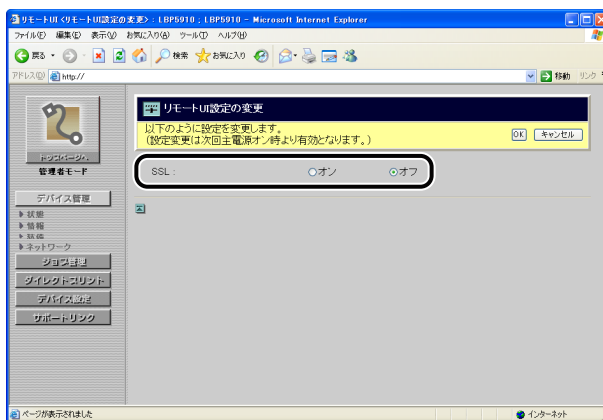 リモートUI <リモートUI設定の変更> : LBP5910 ; LBP5910 - Microsoft Internet Explorer
ファイル(F) 編集(E) 表示(V) お気に入り(A) ツール(T) ヘルプ(H)
戻る 検索 お気に入り
アドレス(D) http:// 移動 リンク
リモートUI設定の変更
以下のように設定を変更します。
(設定変更は次回主電源オン時より有効となります。)
OK キャンセル
トップページへ
管理者モード
SSL : オン オフ
デバイス管理
状態
情報
ネットワーク
ジョブ管理
ダイレクトプリント
デバイス設定
サポートリンク
ページが表示されました インターネット